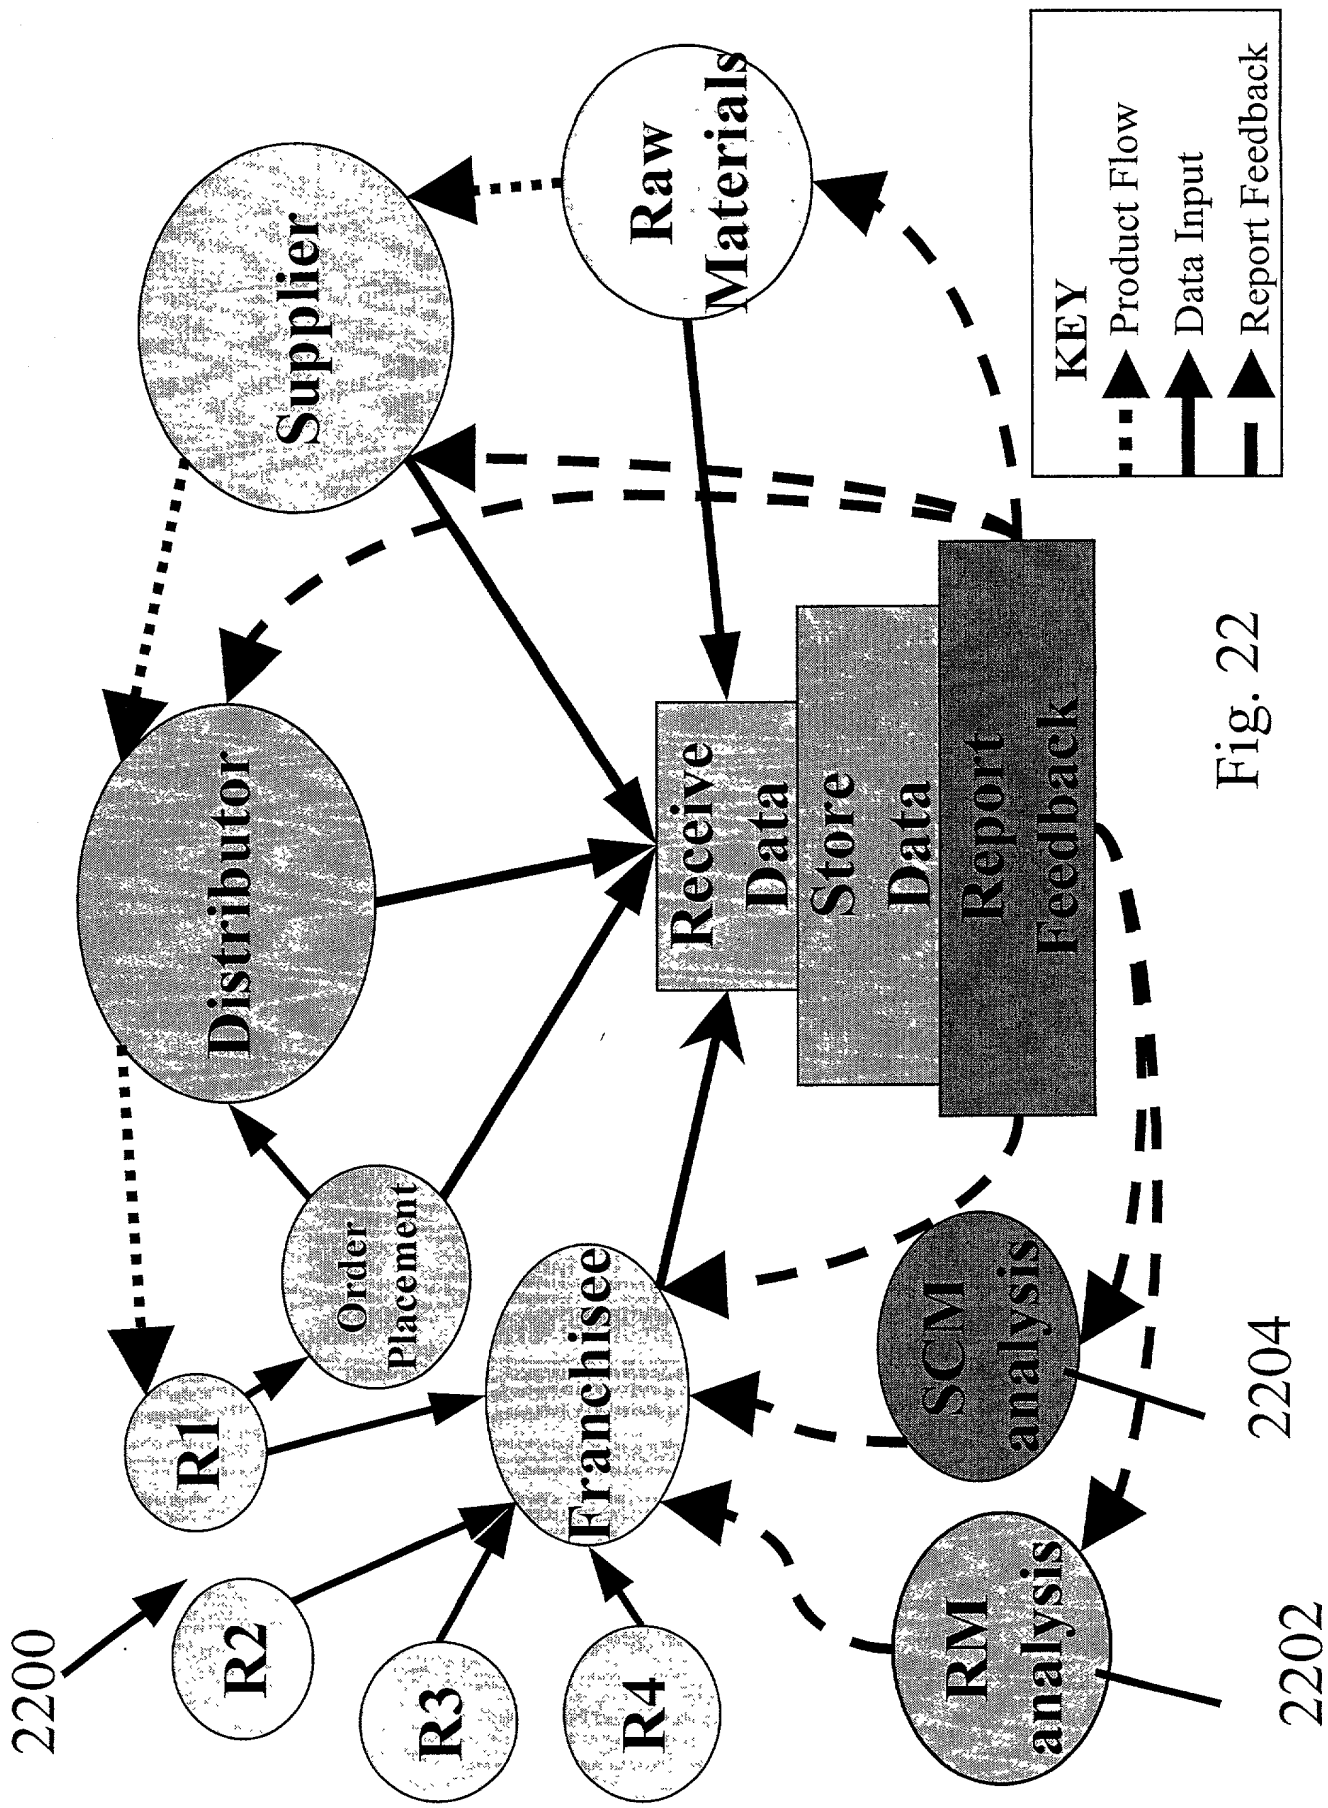 2200
R1
R2
R3
R4
Order
Placement
Distributor
Supplier
Raw
Materials
Franchisee
Receive
Data
Store
Data
Report
Feedback
RM
analysis
SCM
analysis
2202
2204
Fig. 22
KEY
Product Flow
Data Input
Report Feedback